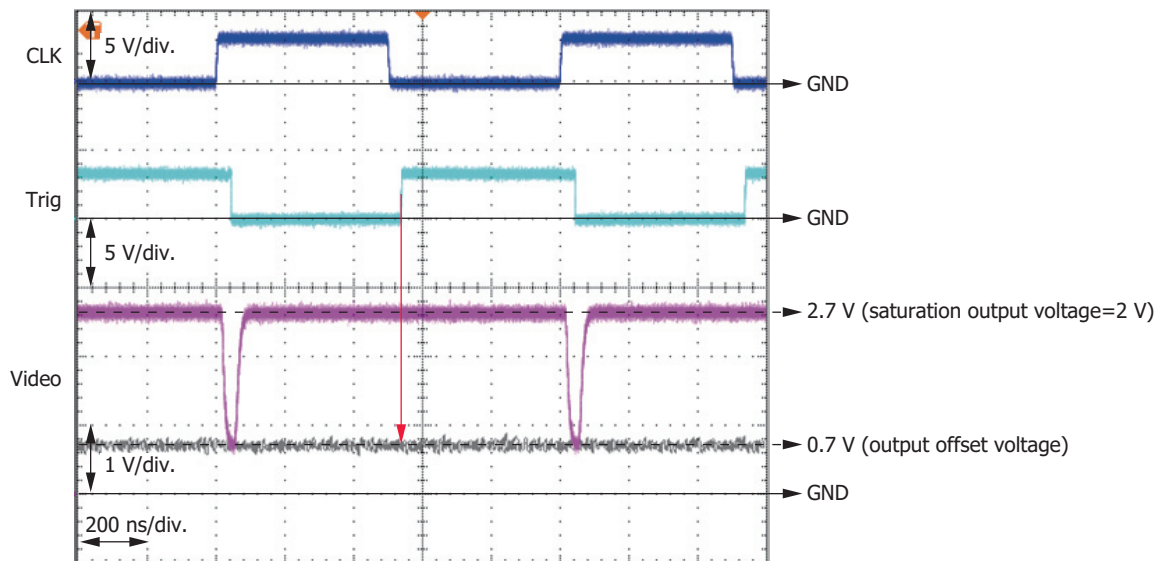 CLK
5 V/div.
GND
Trig
GND
5 V/div.
2.7 V (saturation output voltage=2 V)
Video
0.7 V (output offset voltage)
1 V/div.
GND
200 ns/div.